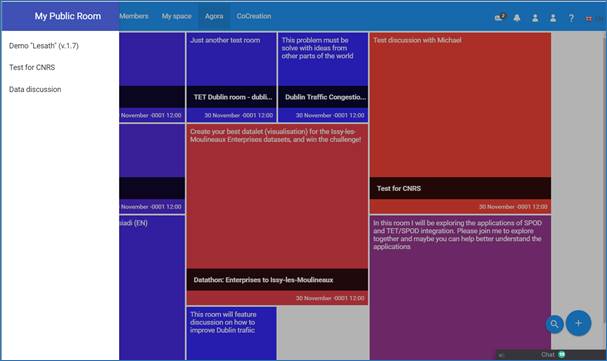 My Public Room
Members
My space
Agora
CoCreation
?
Demo "Lesath" (v.1.7)
Test for CNRS
Data discussion
November -0001 12:00
November -0001 12:00
siadi (EN)
Just another test room
TET Dublin room - dubli...
30 November -0001 12:00
This problem must be
solve with ideas from
other parts of the world
Dublin Traffic Congestio...
30 November -0001 12:00
Create your best datalet (visualisation) for the Issy-les-
Moulineaux Enterprises datasets, and win the challenge!
Datathon: Enterprises to Issy-les-Moulineaux
30 November -0001 12:00
This room will feature
discussion on how to
improve Dublin trafiic
Test discussion with Michael
Test for CNRS
30 November -0001 12:00
In this room I will be exploring the applications of SPOD
and TET/SPOD integration. Please join me to explore
together and maybe you can help better understand the
applications
+
Chat